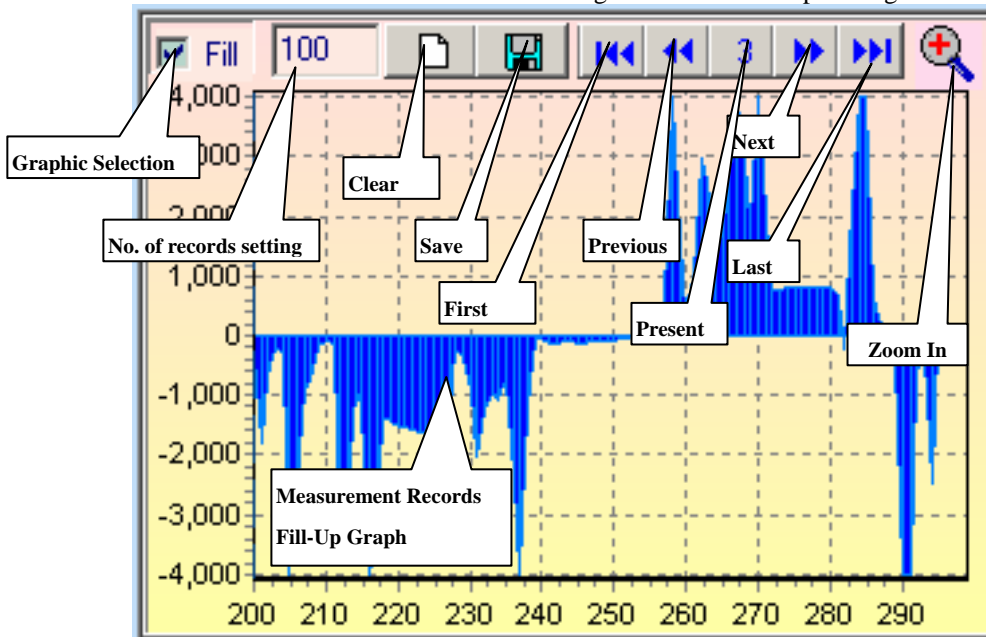 Fill 100 3
4,000
Graphic Selection
Clear
Next
No. of records setting
Save
Previous
Last
1,000
First
Present
Zoom In
0
-1,000
-2,000
Measurement Records
Fill-Up Graph
-3,000
-4,000
200 210 220 230 240 250 260 270 280 290